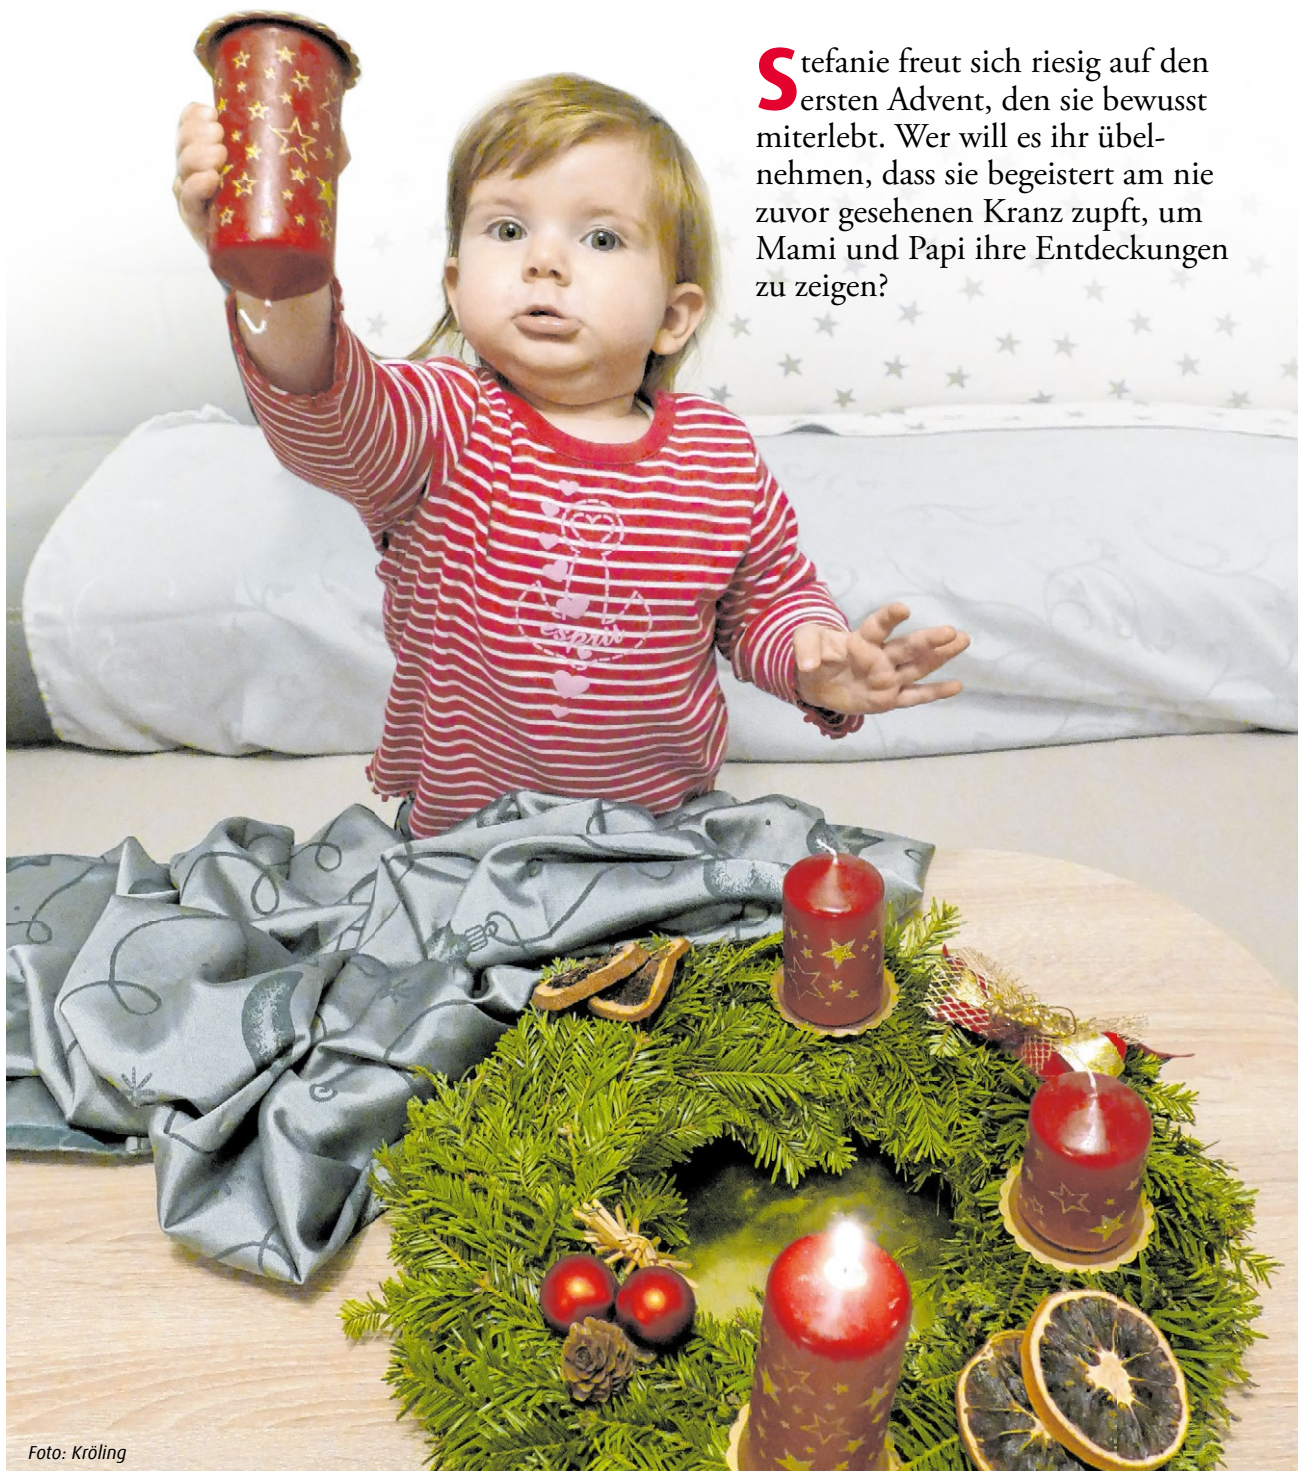 Stefanie freut sich riesig auf den
ersten Advent, den sie bewusst
miterlebt. Wer will es ihr übel-
nehmen, dass sie begeistert am nie
zuvor gesehenen Kranz zupft, um
Mami und Papi ihre Entdeckungen
zu zeigen?
esprit
Foto: Kröling